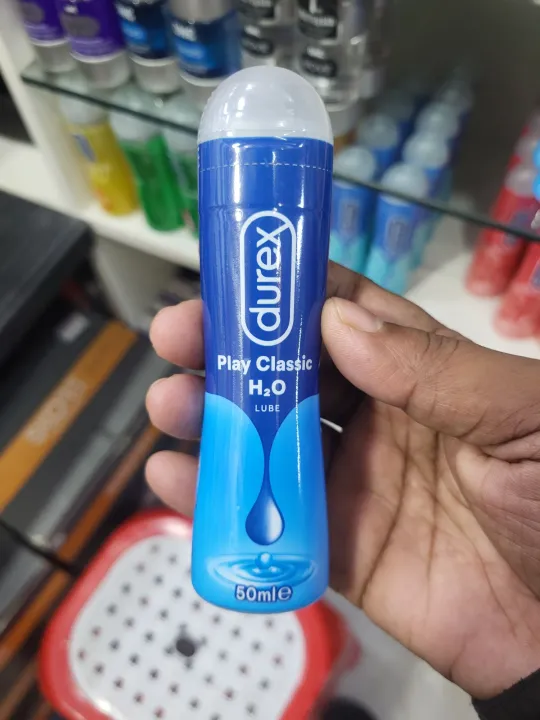 durex
Play Classic
H₂O
LUBE
50ml℮